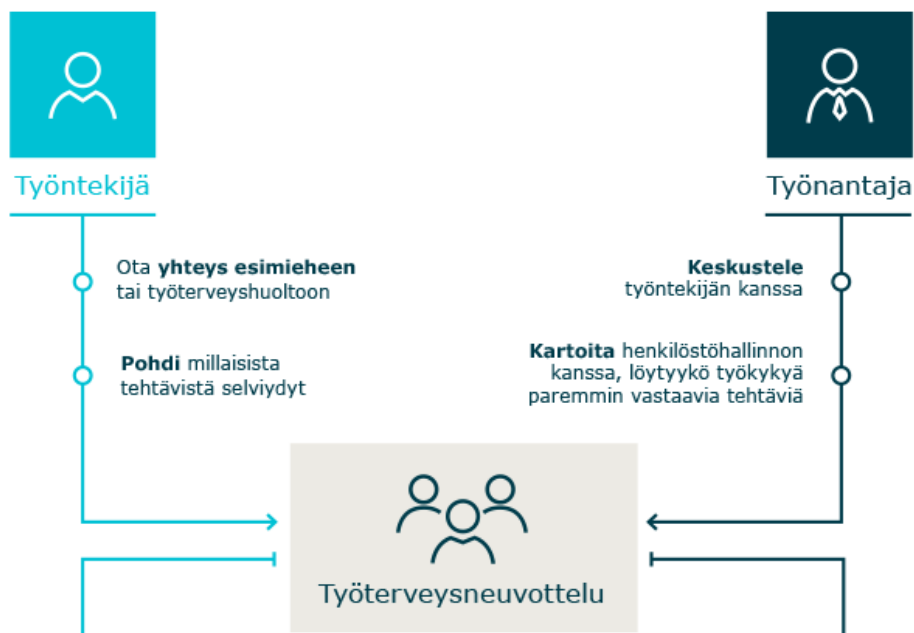 Työntekijä
Työnantaja
Ota yhteys esimieheen
tai työterveyshuoltoon
Keskustele
työntekijän kanssa
Pohdi millaisista
tehtävistä selviydyt
Kartoita henkilöstöhallinnon
kanssa, löytyykö työkykyä
paremmin vastaavia tehtäviä
Työterveysneuvottelu